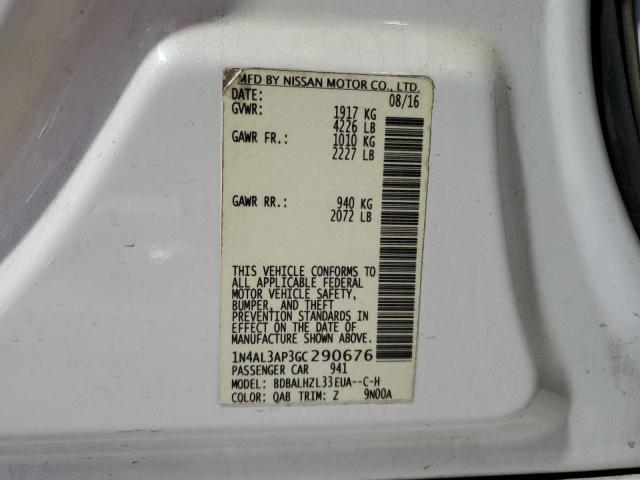 MFD BY NISSAN MOTOR CO., LTD.
DATE: 08/16
GVWR: 1917 KG
4226 LB
GAWR FR.: 1010 KG
2227 LB
GAWR RR.: 940 KG
2072 LB
THIS VEHICLE CONFORMS TO
ALL APPLICABLE FEDERAL
MOTOR VEHICLE SAFETY,
BUMPER, AND THEFT
PREVENTION STANDARDS IN
EFFECT ON THE DATE OF
MANUFACTURE SHOWN ABOVE.
1N4AL3AP3GC290676
PASSENGER CAR 941
MODEL: BDBALHZL33EUA--C-H
COLOR: QAB TRIM: Z 9N00A